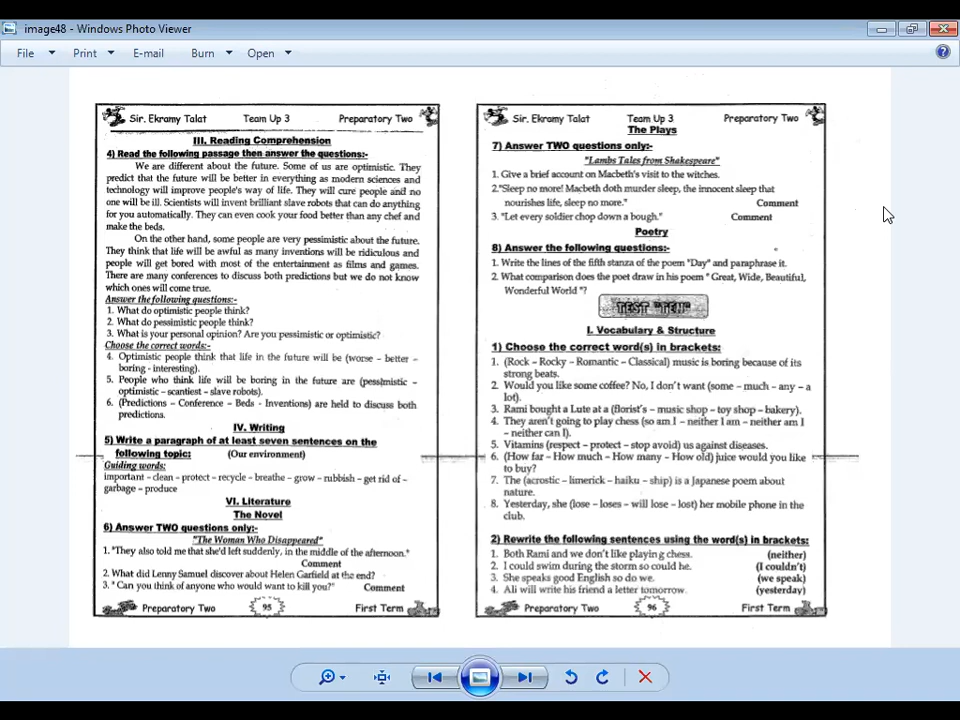 image48 - Windows Photo Viewer
File Print E-mail Burn Open
Sir. Ekramy Talat Team Up 3 Preparatory Two
III. Reading Comprehension
4) Read the following passage then answer the questions:-
We are different about the future. Some of us are optimistic. They
predict that the future will be better in everything as modern sciences and
technology will improve people's way of life. They will cure people and no
one will be ill. Scientists will invent brilliant slave robots that can do anything
for you automatically. They can even cook your food better than any chef and
make the beds.
On the other hand, some people are very pessimistic about the future.
They think that life will be awful as many inventions will be ridiculous and
people will get bored with most of the entertainment as films and games.
There are many conferences to discuss both predictions but we do not know
which ones will come true.
Answer the following questions:-
1. What do optimistic people think?
2. What do pessimistic people think?
3. What is your personal opinion? Are you pessimistic or optimistic?
Choose the correct words:-
4. Optimistic people think that life in the future will be (worse – better –
boring - interesting).
5. People who think life will be boring in the future are (pessimistic –
optimistic – scantiest – slave robots).
6. (Predictions – Conference – Beds - Inventions) are held to discuss both
predictions.
IV. Writing
5) Write a paragraph of at least seven sentences on the
following topic: (Our environment)
Guiding words:
important – clean – protect – recycle – breathe – grow – rubbish – get rid of –
garbage – produce
VI. Literature
The Novel
6) Answer TWO questions only:-
"The Woman Who Disappeared"
1. "They also told me that she'd left suddenly, in the middle of the afternoon."
Comment
2. What did Lenny Samuel discover about Helen Garfield at the end?
3. " Can you think of anyone who would want to kill you?" Comment
Preparatory Two 95 First Term
Sir. Ekramy Talat Team Up 3 Preparatory Two
The Plays
7) Answer TWO questions only:-
"Lambs Tales from Shakespeare"
1. Give a brief account on Macbeth's visit to the witches.
2."Sleep no more! Macbeth doth murder sleep, the innocent sleep that
nourishes life, sleep no more." Comment
3. "Let every soldier chop down a bough." Comment
Poetry
8) Answer the following questions:-
1. Write the lines of the fifth stanza of the poem "Day" and paraphrase it.
2. What comparison does the poet draw in his poem " Great, Wide, Beautiful,
Wonderful World "?
TEST "TEN"
I. Vocabulary & Structure
1) Choose the correct word(s) in brackets:
1. (Rock – Rocky – Romantic – Classical) music is boring because of its
strong beats.
2. Would you like some coffee? No, I don't want (some – much – any – a
lot).
3. Rami bought a Lute at a (florist's – music shop – toy shop – bakery).
4. They aren't going to play chess (so am I – neither I am – neither am I
– neither can I).
5. Vitamins (respect – protect – stop avoid) us against diseases.
6. (How far – How much – How many – How old) juice would you like
to buy?
7. The (acrostic – limerick – haiku – ship) is a Japanese poem about
nature.
8. Yesterday, she (lose – loses – will lose – lost) her mobile phone in the
club.
2) Rewrite the following sentences using the word(s) in brackets:
1. Both Rami and we don't like playing chess. (neither)
2. I could swim during the storm so could he. (I couldn't)
3. She speaks good English so do we. (we speak)
4. Ali will write his friend a letter tomorrow. (yesterday)
Preparatory Two 96 First Term